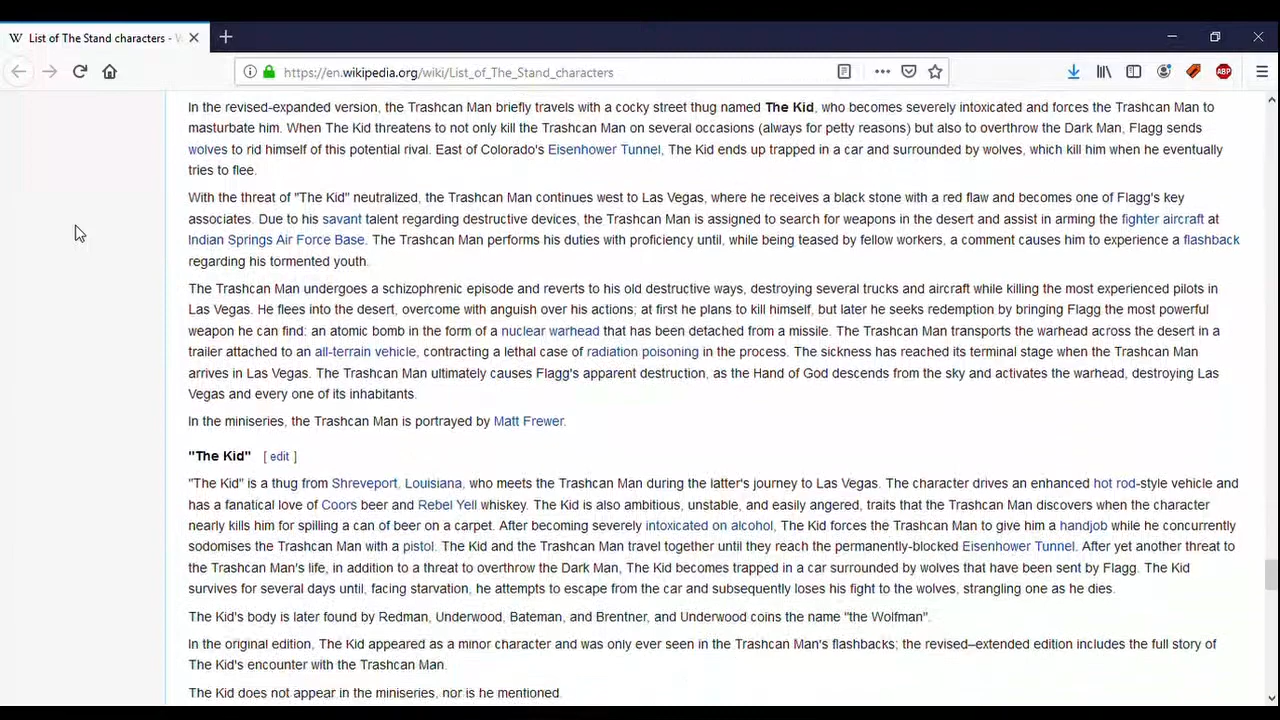 List of The Stand characters - W
https://en.wikipedia.org/wiki/List_of_The_Stand_characters
ABP
In the revised-expanded version, the Trashcan Man briefly travels with a cocky street thug named The Kid, who becomes severely intoxicated and forces the Trashcan Man to
masturbate him. When The Kid threatens to not only kill the Trashcan Man on several occasions (always for petty reasons) but also to overthrow the Dark Man, Flagg sends
wolves to rid himself of this potential rival. East of Colorado's Eisenhower Tunnel, The Kid ends up trapped in a car and surrounded by wolves, which kill him when he eventually
tries to flee.
With the threat of "The Kid" neutralized, the Trashcan Man continues west to Las Vegas, where he receives a black stone with a red flaw and becomes one of Flagg's key
associates. Due to his savant talent regarding destructive devices, the Trashcan Man is assigned to search for weapons in the desert and assist in arming the fighter aircraft at
Indian Springs Air Force Base. The Trashcan Man performs his duties with proficiency until, while being teased by fellow workers, a comment causes him to experience a flashback
regarding his tormented youth.
The Trashcan Man undergoes a schizophrenic episode and reverts to his old destructive ways, destroying several trucks and aircraft while killing the most experienced pilots in
Las Vegas. He flees into the desert, overcome with anguish over his actions; at first he plans to kill himself, but later he seeks redemption by bringing Flagg the most powerful
weapon he can find: an atomic bomb in the form of a nuclear warhead that has been detached from a missile. The Trashcan Man transports the warhead across the desert in a
trailer attached to an all-terrain vehicle, contracting a lethal case of radiation poisoning in the process. The sickness has reached its terminal stage when the Trashcan Man
arrives in Las Vegas. The Trashcan Man ultimately causes Flagg's apparent destruction, as the Hand of God descends from the sky and activates the warhead, destroying Las
Vegas and every one of its inhabitants.
In the miniseries, the Trashcan Man is portrayed by Matt Frewer.
"The Kid" [ edit ]
"The Kid" is a thug from Shreveport, Louisiana, who meets the Trashcan Man during the latter's journey to Las Vegas. The character drives an enhanced hot rod-style vehicle and
has a fanatical love of Coors beer and Rebel Yell whiskey. The Kid is also ambitious, unstable, and easily angered, traits that the Trashcan Man discovers when the character
nearly kills him for spilling a can of beer on a carpet. After becoming severely intoxicated on alcohol, The Kid forces the Trashcan Man to give him a handjob while he concurrently
sodomises the Trashcan Man with a pistol. The Kid and the Trashcan Man travel together until they reach the permanently-blocked Eisenhower Tunnel. After yet another threat to
the Trashcan Man's life, in addition to a threat to overthrow the Dark Man, The Kid becomes trapped in a car surrounded by wolves that have been sent by Flagg. The Kid
survives for several days until, facing starvation, he attempts to escape from the car and subsequently loses his fight to the wolves, strangling one as he dies.
The Kid's body is later found by Redman, Underwood, Bateman, and Brentner, and Underwood coins the name "the Wolfman".
In the original edition, The Kid appeared as a minor character and was only ever seen in the Trashcan Man's flashbacks; the revised–extended edition includes the full story of
The Kid's encounter with the Trashcan Man.
The Kid does not appear in the miniseries, nor is he mentioned.